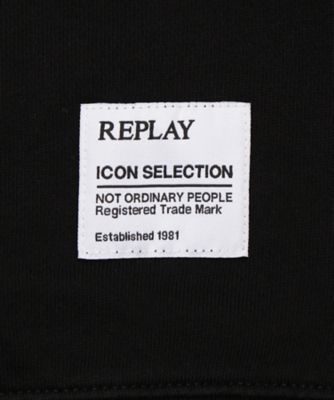 REPLAY
ICON SELECTION
NOT ORDINARY PEOPLE
Registered Trade Mark
Established 1981